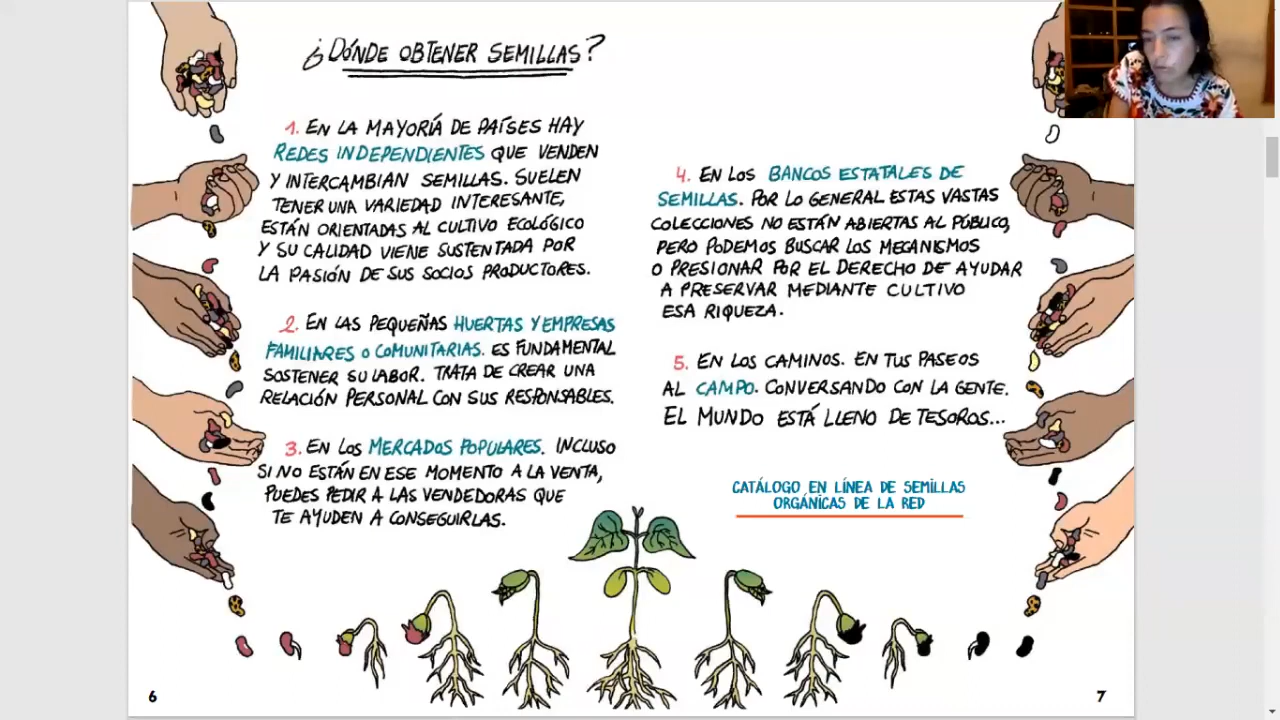 ¿DÓNDE OBTENER SEMILLAS?
1. EN LA MAYORÍA DE PAÍSES HAY
REDES INDEPENDIENTES QUE VENDEN
Y INTERCAMBIAN SEMILLAS. SUELEN
TENER UNA VARIEDAD INTERESANTE,
ESTÁN ORIENTADAS AL CULTIVO ECOLÓGICO
Y SU CALIDAD VIENE SUSTENTADA POR
LA PASIÓN DE SUS SOCIOS PRODUCTORES.
2. EN LAS PEQUEÑAS HUERTAS Y EMPRESAS
FAMILIARES O COMUNITARIAS. ES FUNDAMENTAL
SOSTENER SU LABOR. TRATA DE CREAR UNA
RELACIÓN PERSONAL CON SUS RESPONSABLES.
3. EN LOS MERCADOS POPULARES. INCLUSO
SI NO ESTÁN EN ESE MOMENTO A LA VENTA,
PUEDES PEDIR A LAS VENDEDORAS QUE
TE AYUDEN A CONSEGUIRLAS.
4. EN LOS BANCOS ESTATALES DE
SEMILLAS. POR LO GENERAL ESTAS VASTAS
COLECCIONES NO ESTÁN ABIERTAS AL PÚBLICO,
PERO PODEMOS BUSCAR LOS MECANISMOS
O PRESIONAR POR EL DERECHO DE AYUDAR
A PRESERVAR MEDIANTE CULTIVO
ESA RIQUEZA.
5. EN LOS CAMINOS. EN TUS PASEOS
AL CAMPO. CONVERSANDO CON LA GENTE.
EL MUNDO ESTÁ LLENO DE TESOROS...
CATÁLOGO EN LÍNEA DE SEMILLAS
ORGÁNICAS DE LA RED
6
7